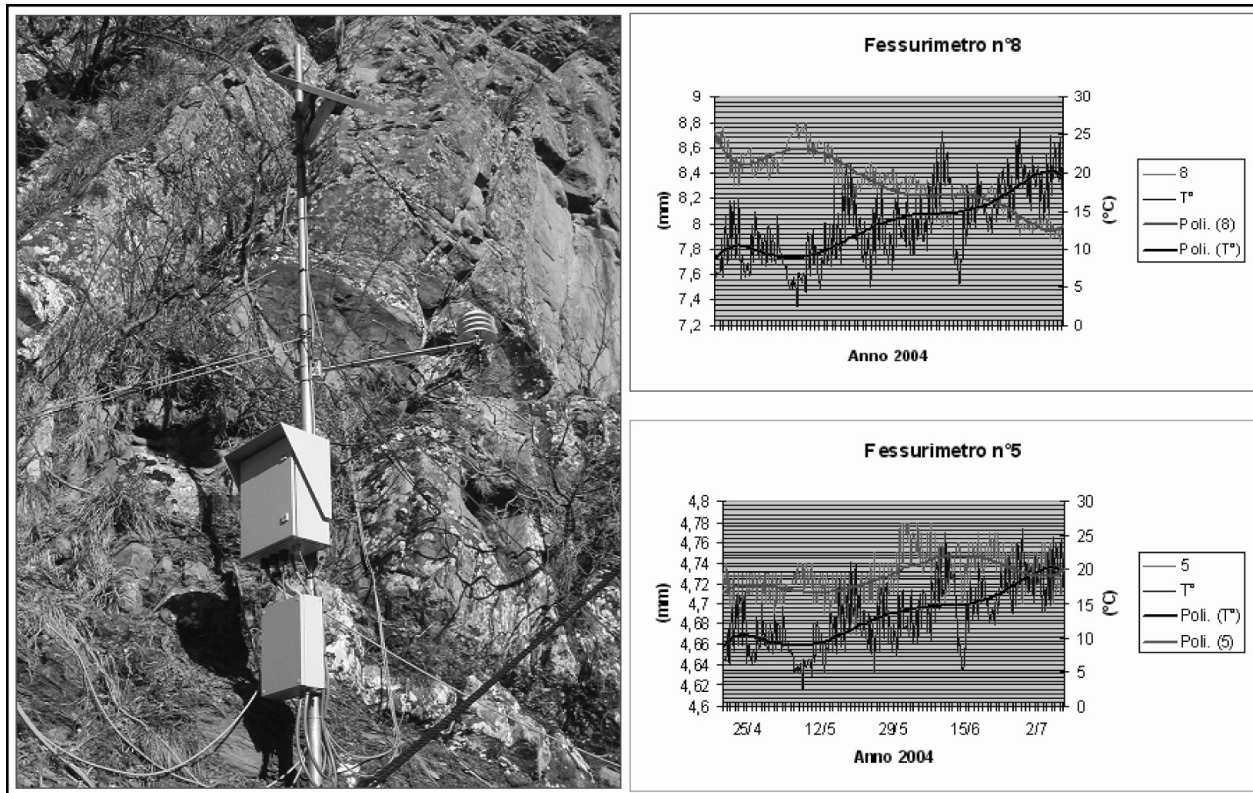 Fessurimetro n°8
9
8,8
8,6
8,4
8,2
8
7,8
7,6
7,4
7,2
(mm)
30
25
20
15
10
5
0
(°C)
Anno 2004
8
T°
Poli. (8)
Poli. (T°)
Fessurimetro n°5
4,8
4,78
4,76
4,74
4,72
4,7
4,68
4,66
4,64
4,62
4,6
(mm)
30
25
20
15
10
5
0
(°C)
25/4 12/5 29/5 15/6 2/7
Anno 2004
5
T°
Poli. (T°)
Poli. (5)